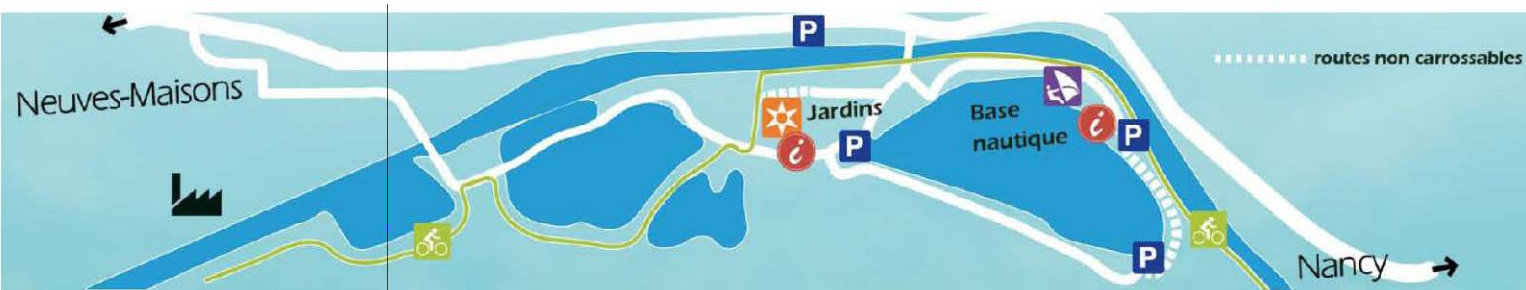 P
routes non carrossables
Neuves-Maisons
Jardins
Base
nautique
i
P
i
P
P
Nancy